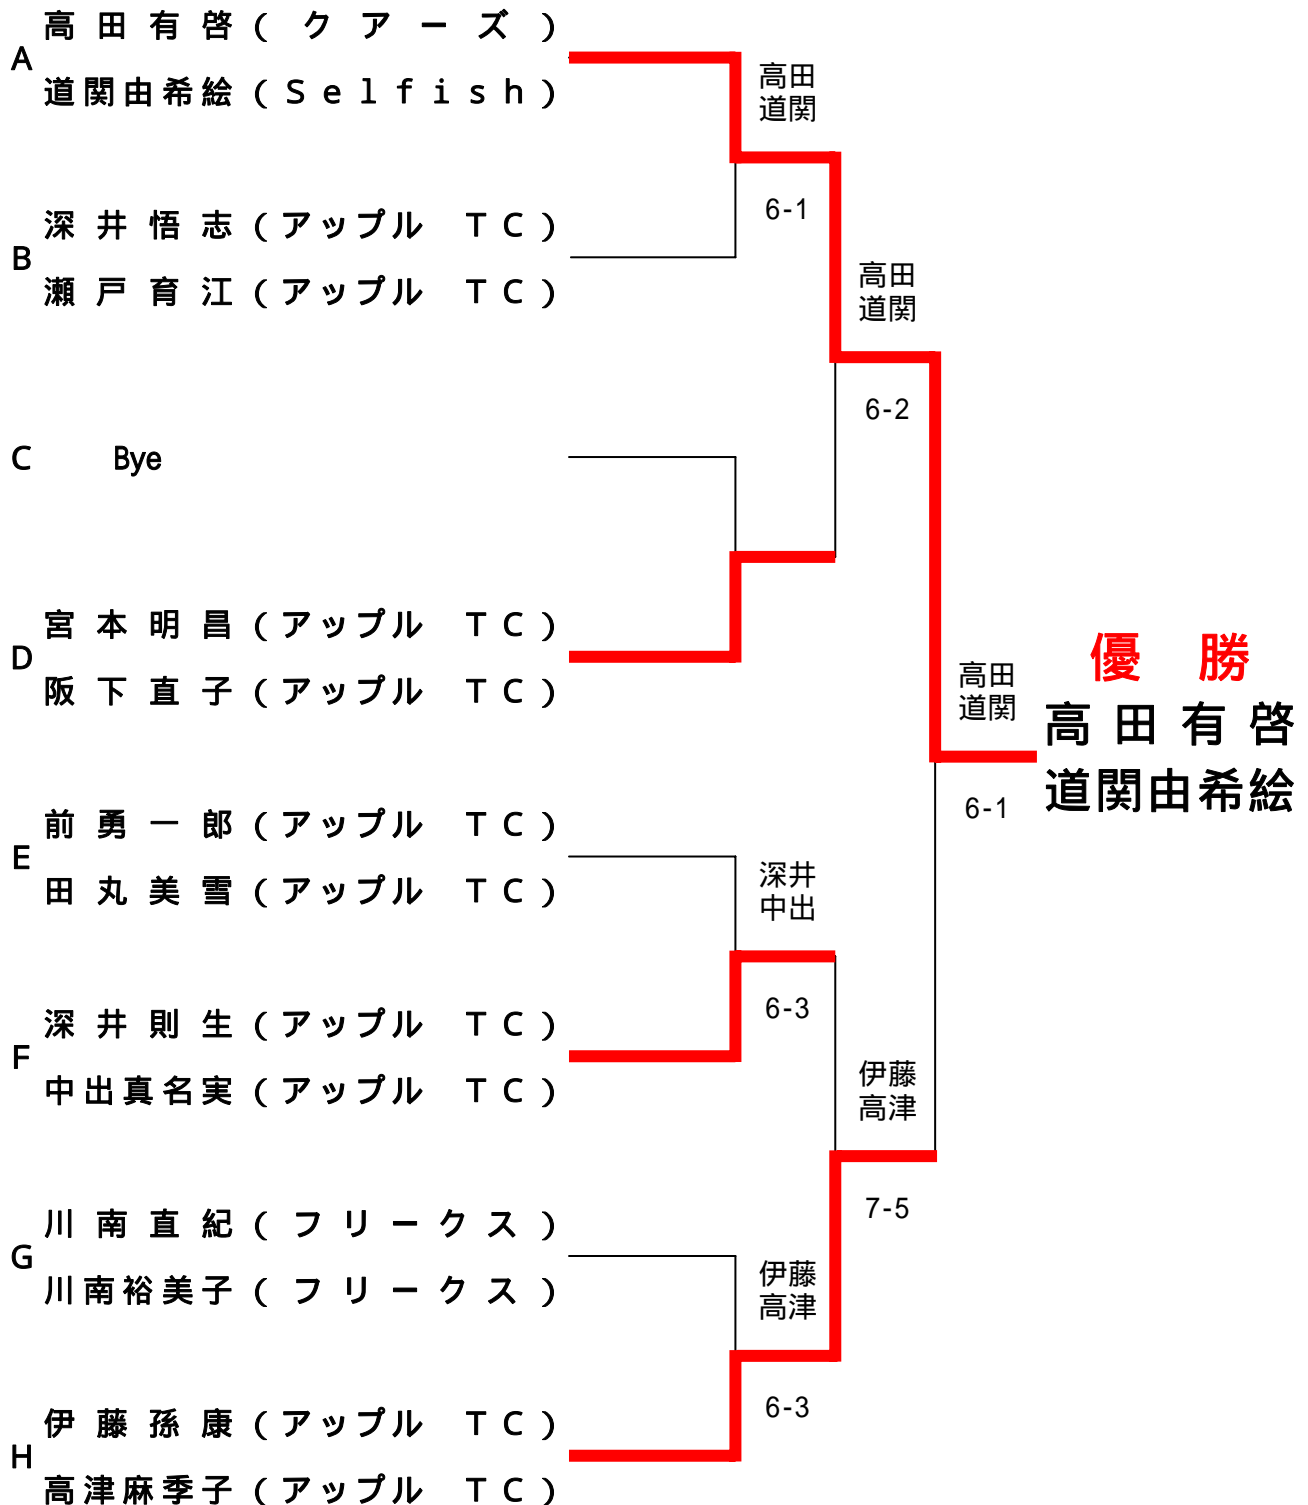 高田有啓(クアーズ)
A
道関由希絵(Selfish)
高田
道関
6-1
深井悟志(アップル TC)
B
瀬戸育江(アップル TC)
高田
道関
6-2
C Bye
宮本明昌(アップル TC)
D
阪下直子(アップル TC)
高田
道関
6-1
優 勝
高田有啓
道関由希絵
前勇一郎(アップル TC)
E
田丸美雪(アップル TC)
深井
中出
6-3
深井則生(アップル TC)
F
中出真名実(アップル TC)
伊藤
高津
7-5
川南直紀(フリークス)
G
川南裕美子(フリークス)
伊藤
高津
6-3
伊藤孫康(アップル TC)
H
高津麻季子(アップル TC)